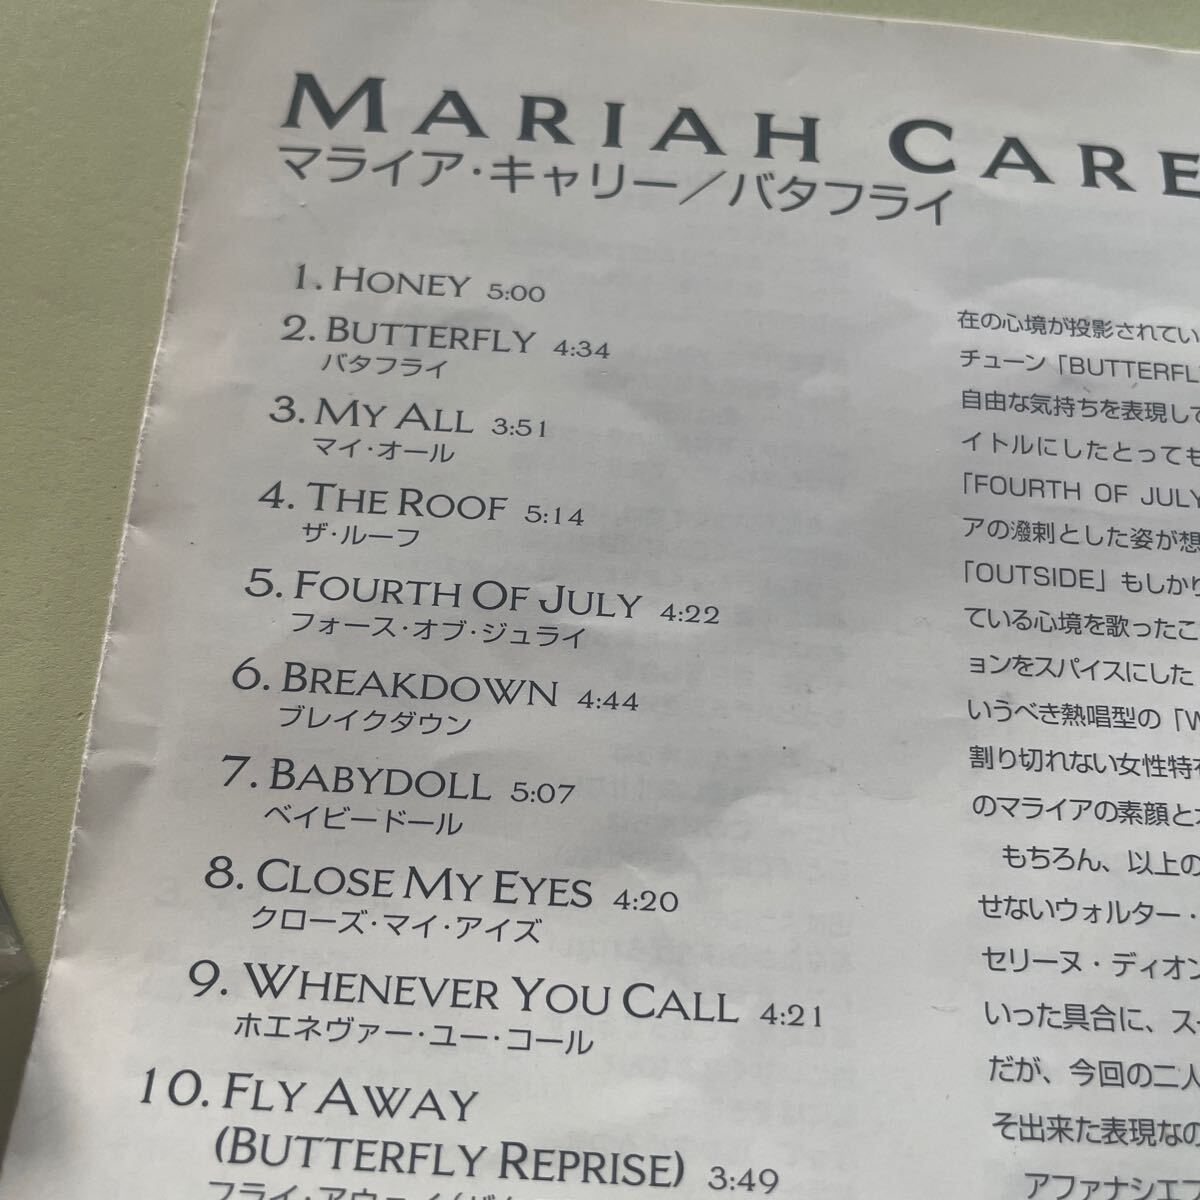 MARIAH CARE
マライア・キャリー／バタフライ
1. HONEY 5:00
2. BUTTERFLY 4:34
バタフライ
3. MY ALL 3:51
マイ・オール
4. THE ROOF 5:14
ザ・ルーフ
5. FOURTH OF JULY 4:22
フォース・オブ・ジュライ
6. BREAKDOWN 4:44
ブレイクダウン
7. BABYDOLL 5:07
ベイビードール
8. CLOSE MY EYES 4:20
クローズ・マイ・アイズ
9. WHENEVER YOU CALL 4:21
ホエネヴァー・ユー・コール
10. FLY AWAY
(BUTTERFLY REPRISE) 3:49
フライ・アウェイ
在の心境が投影されてい
チューン「BUTTERFL
自由な気持ちを表現して
イトルにしたとっても
「FOURTH OF JULY
アの溌剌とした姿が想
「OUTSIDE」もしかり
ている心境を歌ったこ
ョンをスパイスにした
いうべき熱唱型の「W
割り切れない女性特有
のマライアの素顔と
もちろん、以上の
せないウォルター・
セリーヌ・ディオン
いった具合に、ス
だが、今回の二人
そ出来た表現なの
アファナシエフ